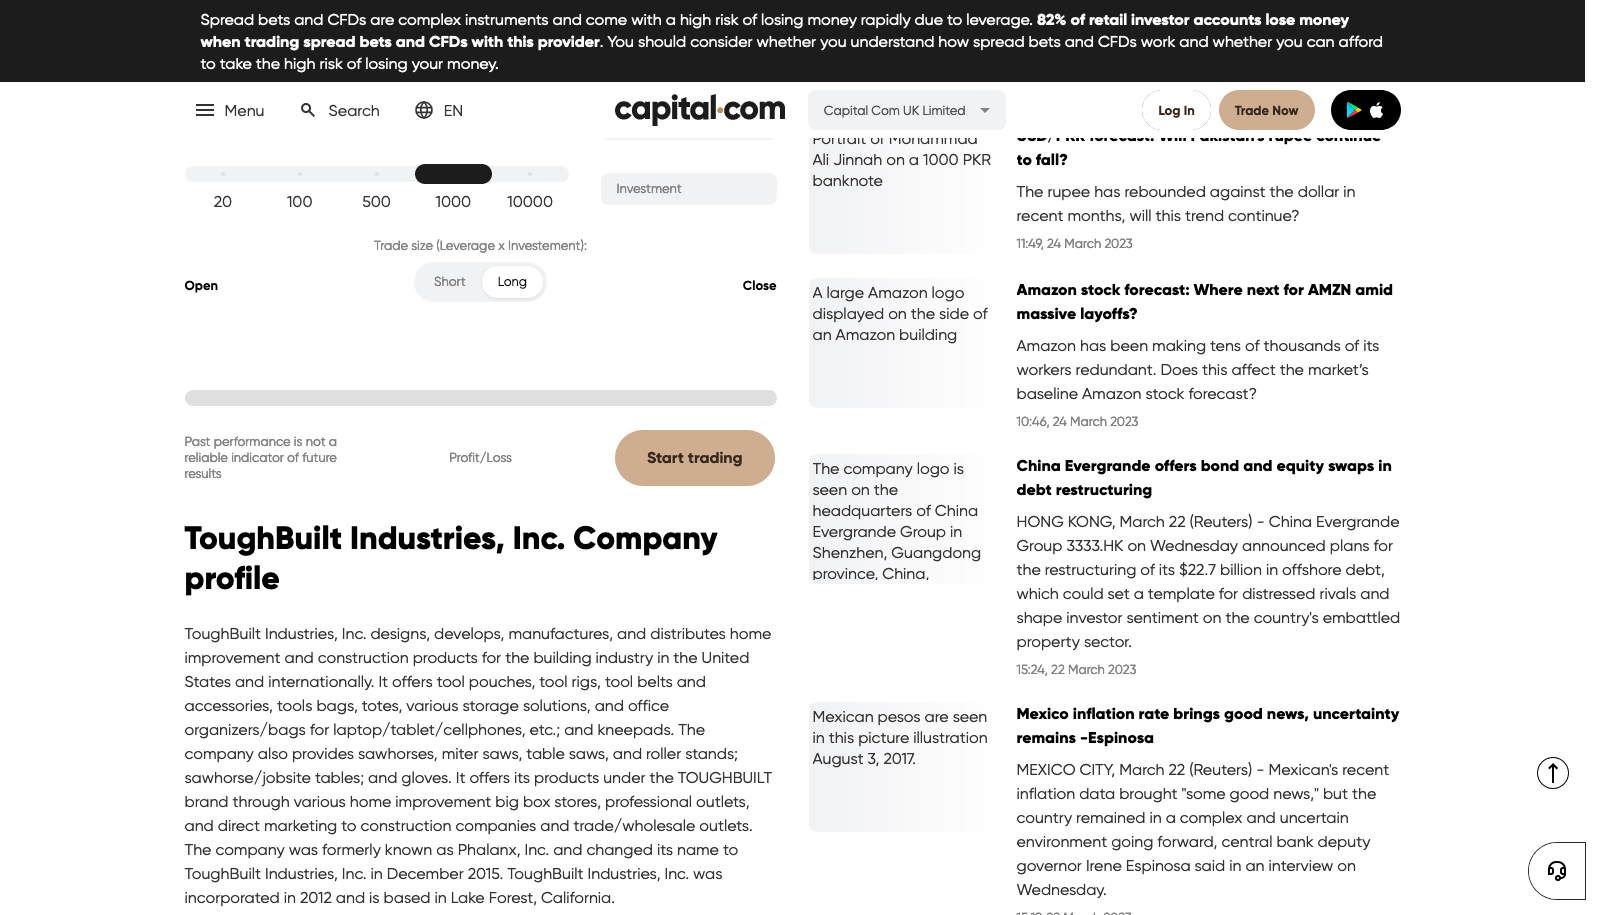 Spread bets and CFDs are complex instruments and come with a high risk of losing money rapidly due to leverage. 82% of retail investor accounts lose money
when trading spread bets and CFDs with this provider. You should consider whether you understand how spread bets and CFDs work and whether you can afford
to take the high risk of losing your money.
Menu
Search
EN
capital.com
Capital Com UK Limited
Log In
Trade Now
20
100
500
1000
10000
Investment
Trade size (Leverage x Investement):
Open
Short
Long
Close
Past performance is not a
reliable indicator of future
results
Profit/Loss
Start trading
ToughBuilt Industries, Inc. Company
profile
ToughBuilt Industries, Inc. designs, develops, manufactures, and distributes home
improvement and construction products for the building industry in the United
States and internationally. It offers tool pouches, tool rigs, tool belts and
accessories, tools bags, totes, various storage solutions, and office
organizers/bags for laptop/tablet/cellphones, etc.; and kneepads. The
company also provides sawhorses, miter saws, table saws, and roller stands;
sawhorse/jobsite tables; and gloves. It offers its products under the TOUGHBUILT
brand through various home improvement big box stores, professional outlets,
and direct marketing to construction companies and trade/wholesale outlets.
The company was formerly known as Phalanx, Inc. and changed its name to
ToughBuilt Industries, Inc. in December 2015. ToughBuilt Industries, Inc. was
incorporated in 2012 and is based in Lake Forest, California.
Portrait of Mohammad
Ali Jinnah on a 1000 PKR
banknote
USD/PKR forecast: Will Pakistan's rupee continue
to fall?
The rupee has rebounded against the dollar in
recent months, will this trend continue?
11:49, 24 March 2023
A large Amazon logo
displayed on the side of
an Amazon building
Amazon stock forecast: Where next for AMZN amid
massive layoffs?
Amazon has been making tens of thousands of its
workers redundant. Does this affect the market’s
baseline Amazon stock forecast?
10:46, 24 March 2023
The company logo is
seen on the
headquarters of China
Evergrande Group in
Shenzhen, Guangdong
province, China,
China Evergrande offers bond and equity swaps in
debt restructuring
HONG KONG, March 22 (Reuters) - China Evergrande
Group 3333.HK on Wednesday announced plans for
the restructuring of its $22.7 billion in offshore debt,
which could set a template for distressed rivals and
shape investor sentiment on the country's embattled
property sector.
15:24, 22 March 2023
Mexican pesos are seen
in this picture illustration
August 3, 2017.
Mexico inflation rate brings good news, uncertainty
remains -Espinosa
MEXICO CITY, March 22 (Reuters) - Mexican's recent
inflation data brought "some good news," but the
country remained in a complex and uncertain
environment going forward, central bank deputy
governor Irene Espinosa said in an interview on
Wednesday.